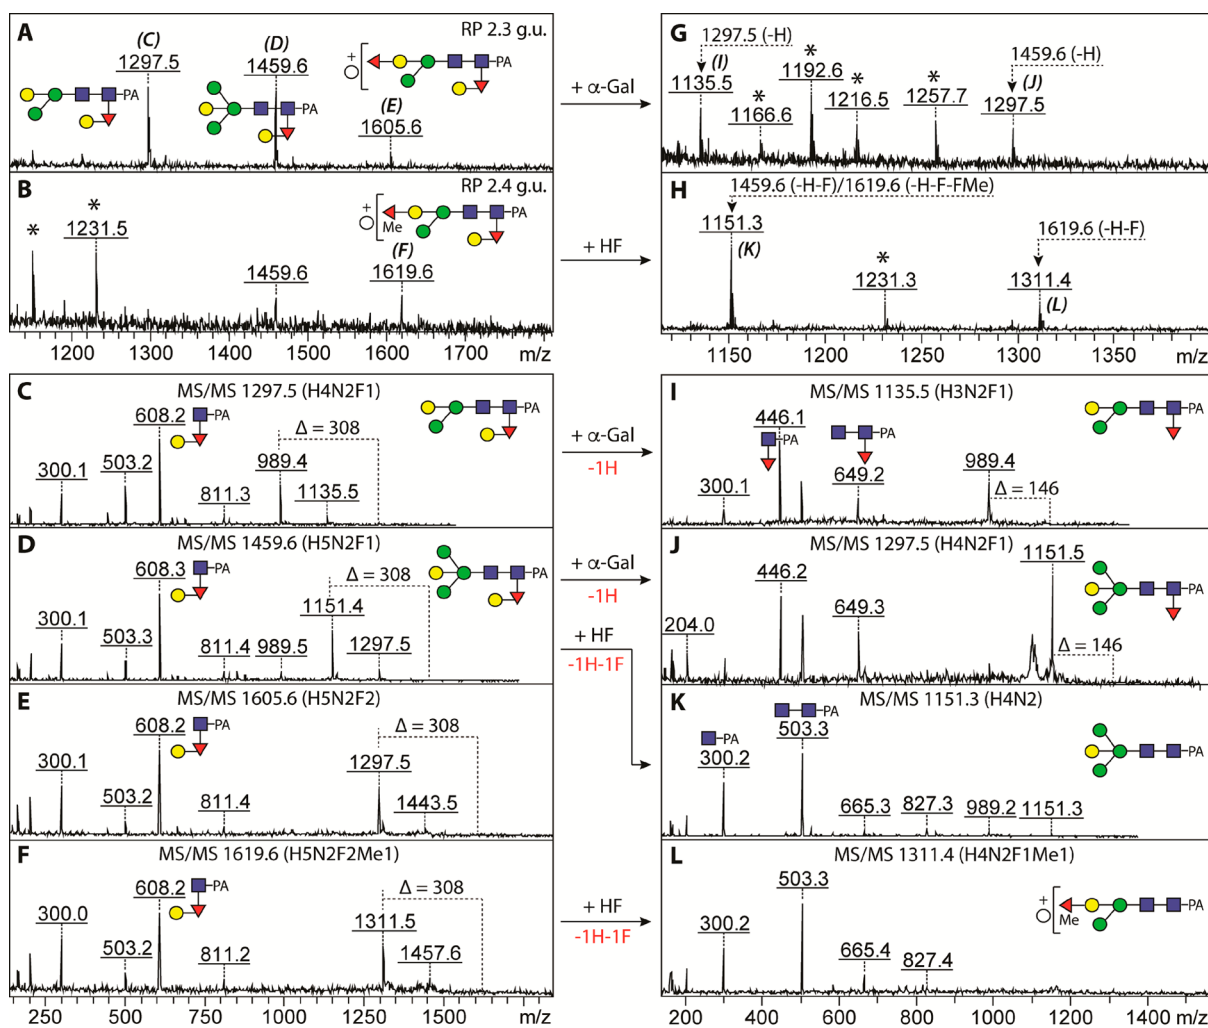 A
RP 2.3 g.u.
(C)
1297.5
(D)
1459.6
(E)
1605.6
PA
PA
+
PA
B
RP 2.4 g.u.
*
*
1231.5
1459.6
(F)
1619.6
+
Me
PA
1200 1300 1400 1500 1600 1700 m/z
+ α-Gal
+ HF
G
1297.5 (-H)
(I)
1135.5
*
1166.6
*
1192.6
*
1216.5
*
1257.7
1459.6 (-H)
(J)
1297.5
H
1459.6 (-H-F)/1619.6 (-H-F-FMe)
1151.3
(K)
*
1231.3
1619.6 (-H-F)
1311.4
(L)
1150 1200 1250 1300 1350 m/z
C
MS/MS 1297.5 (H4N2F1)
300.1
503.2
608.2
PA
811.3
989.4
1135.5
Δ = 308
PA
+ α-Gal
-1H
D
MS/MS 1459.6 (H5N2F1)
300.1
503.3
608.3
PA
811.4
989.5
1151.4
1297.5
Δ = 308
PA
+ α-Gal
-1H
+ HF
-1H-1F
E
MS/MS 1605.6 (H5N2F2)
300.1
503.2
608.2
PA
811.4
1297.5
1443.5
Δ = 308
F
MS/MS 1619.6 (H5N2F2Me1)
300.0
503.2
608.2
PA
811.2
1311.5
1457.6
Δ = 308
250 500 750 1000 1250 1500 m/z
+ HF
-1H-1F
I
MS/MS 1135.5 (H3N2F1)
300.1
446.1
PA
PA
649.2
989.4
Δ = 146
PA
J
MS/MS 1297.5 (H4N2F1)
204.0
446.2
649.3
1151.5
Δ = 146
PA
K
MS/MS 1151.3 (H4N2)
PA
300.2
PA
503.3
665.3
827.3
989.2
1151.3
PA
L
MS/MS 1311.4 (H4N2F1Me1)
300.2
503.3
665.4
827.4
+
Me
PA
200 400 600 800 1000 1200 1400 m/z